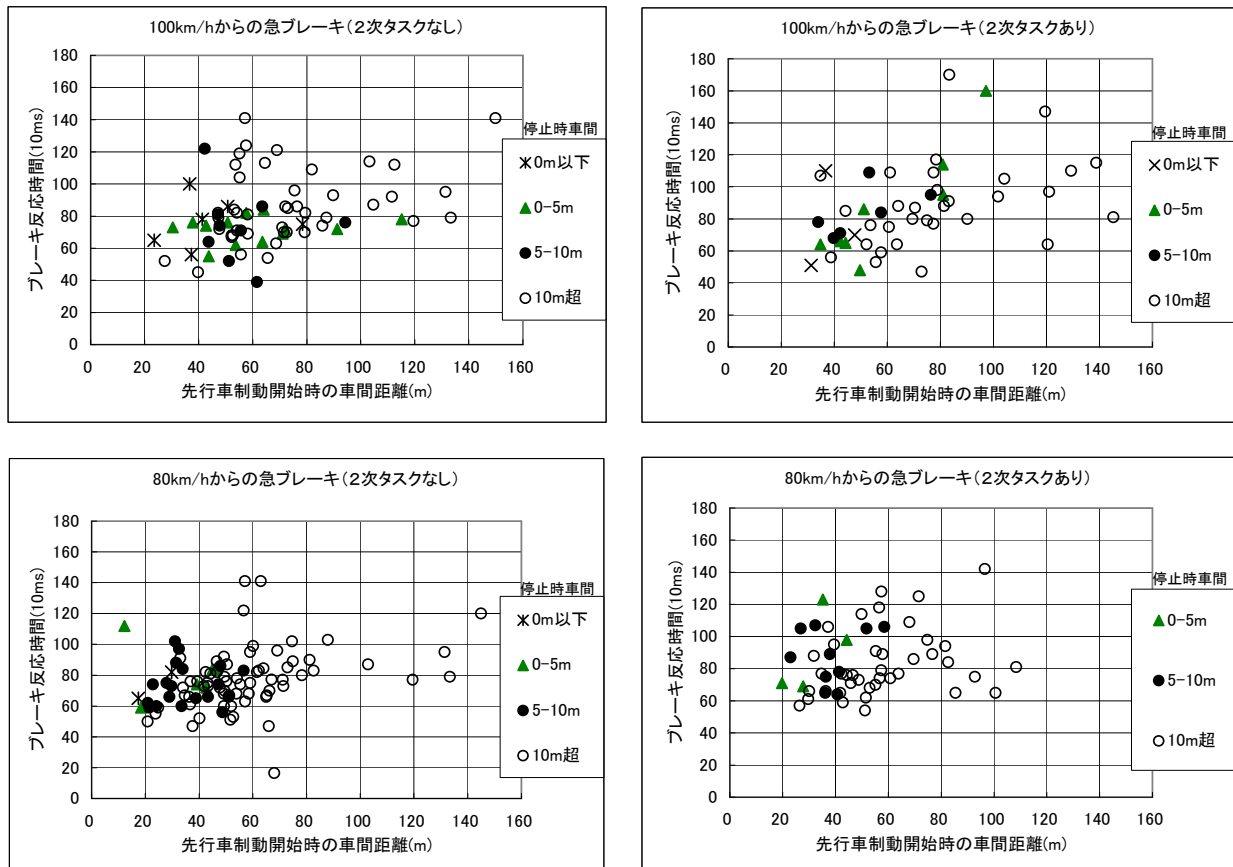 100km/hからの急ブレーキ(2次タスクなし)
180
160
140
120
100
80
60
40
20
0
ブレーキ反応時間(10ms)
0 20 40 60 80 100 120 140 160
先行車制動開始時の車間距離(m)
停止時車間
0m以下
0-5m
5-10m
10m超
100km/hからの急ブレーキ(2次タスクあり)
180
160
140
120
100
80
60
40
20
0
ブレーキ反応時間(10ms)
0 20 40 60 80 100 120 140 160
先行車制動開始時の車間距離(m)
停止時車間
0m以下
0-5m
5-10m
10m超
80km/hからの急ブレーキ(2次タスクなし)
180
160
140
120
100
80
60
40
20
0
ブレーキ反応時間(10ms)
0 20 40 60 80 100 120 140 160
先行車制動開始時の車間距離(m)
停止時車間
0m以下
0-5m
5-10m
10m超
80km/hからの急ブレーキ(2次タスクあり)
180
160
140
120
100
80
60
40
20
0
ブレーキ反応時間(10ms)
0 20 40 60 80 100 120 140 160
先行車制動開始時の車間距離(m)
停止時車間
0-5m
5-10m
10m超